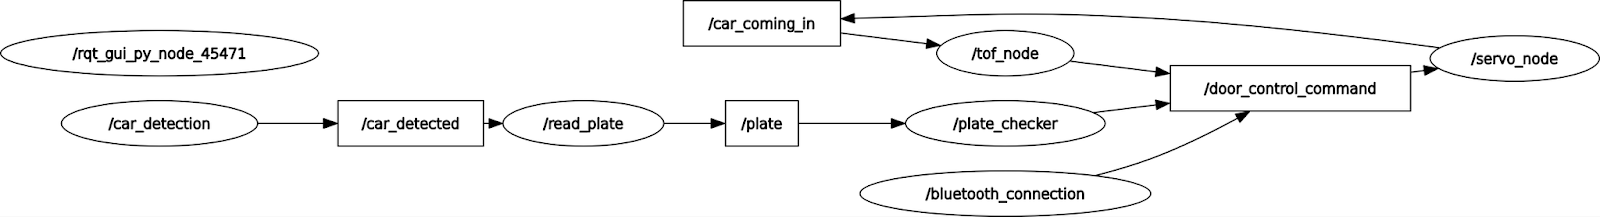 /car_coming_in
/rqt_gui_py_node_45471
/tof_node
/servo_node
/door_control_command
/car_detection
/car_detected
/read_plate
/plate
/plate_checker
/bluetooth_connection